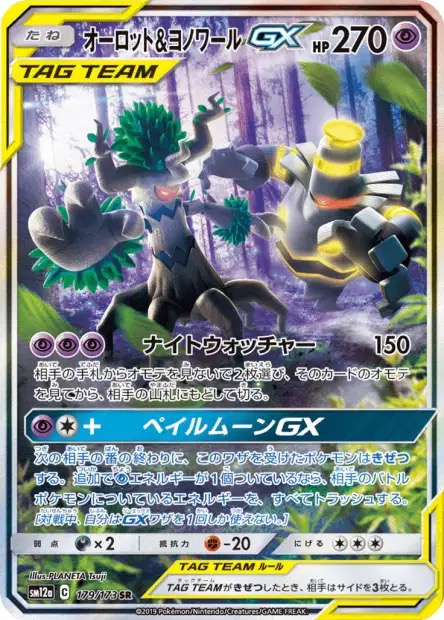 たね オーロット&ヨノワールGX HP270
TAG TEAM
ナイトウォッチャー 150
相手の手札からオモテを見ないで2枚選び、そのカードのオモテ
を見てから、相手の山札にもどして切る。
+ ペイルムーンGX
次の相手の番の終わりに、このワザを受けたポケモンはきぜつ
する。追加でエネルギーが1個ついているなら、相手のバトル
ポケモンについているエネルギーを、すべてトラッシュする。
[対戦中、自分はGXワザを1回しか使えない。]
弱点 ×2 抵抗力 -20 にげる
Illus.PLANETA Tsuji
sm12a C 179/173 SR
TAG TEAM ルール
TAG TEAMがきぜつしたとき、相手はサイドを3枚とる。
©2019 Pokémon/Nintendo/Creatures/GAME FREAK.